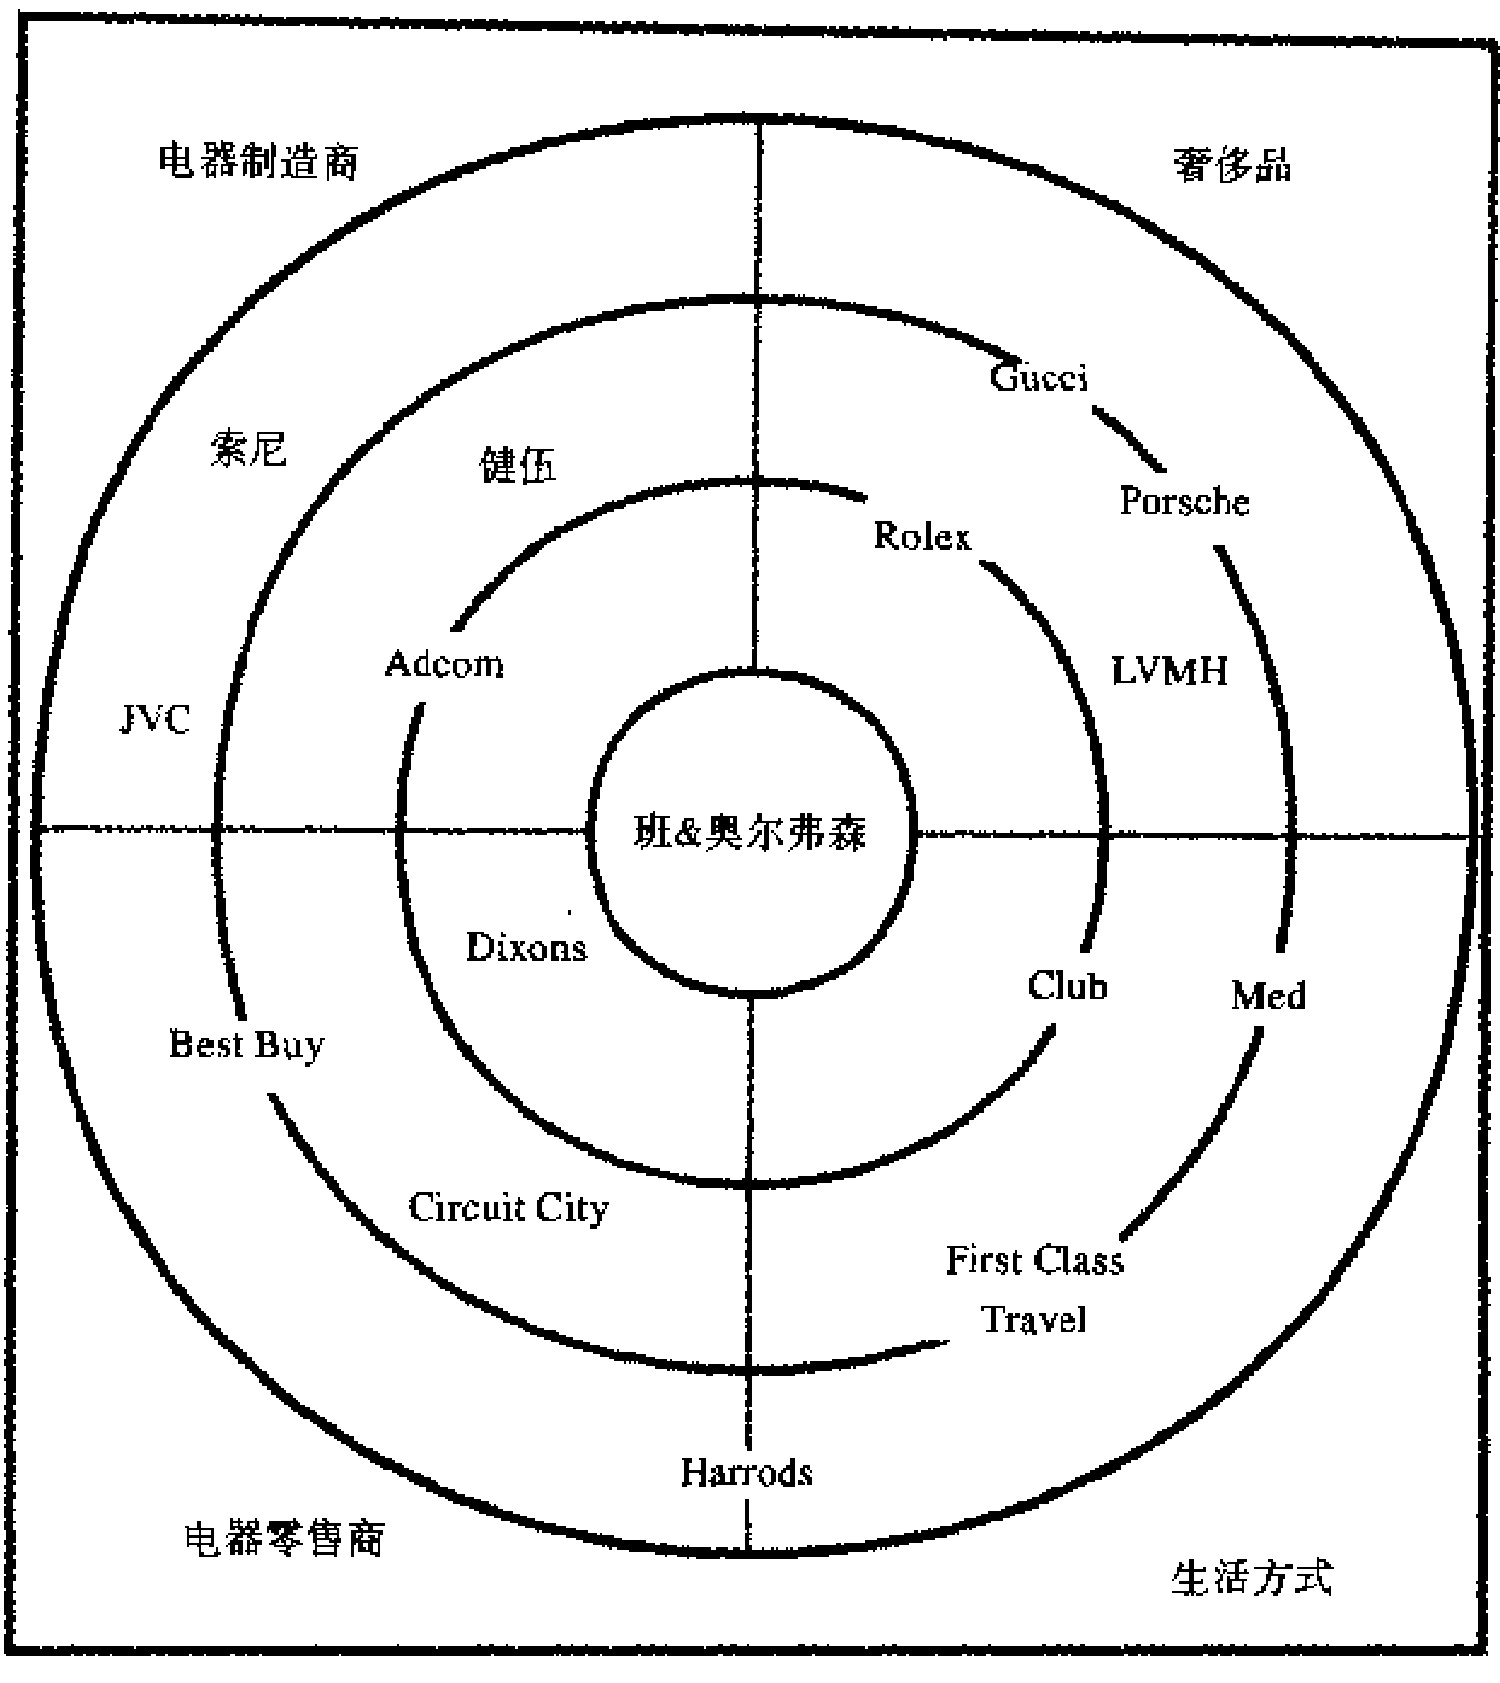 电器制造商
奢侈品
Gucci
索尼
健伍
Porsche
Rolex
Adcom
LVMH
JVC
班&奥尔弗森
Dixons
Club Med
Best Buy
Circuit City
First Class
Travel
Harrods
电器零售商
生活方式